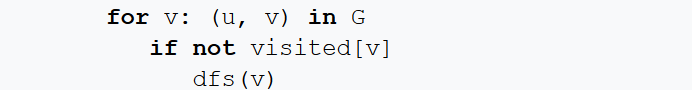 for v: (u, v) in G
if not visited[v]
dfs(v)